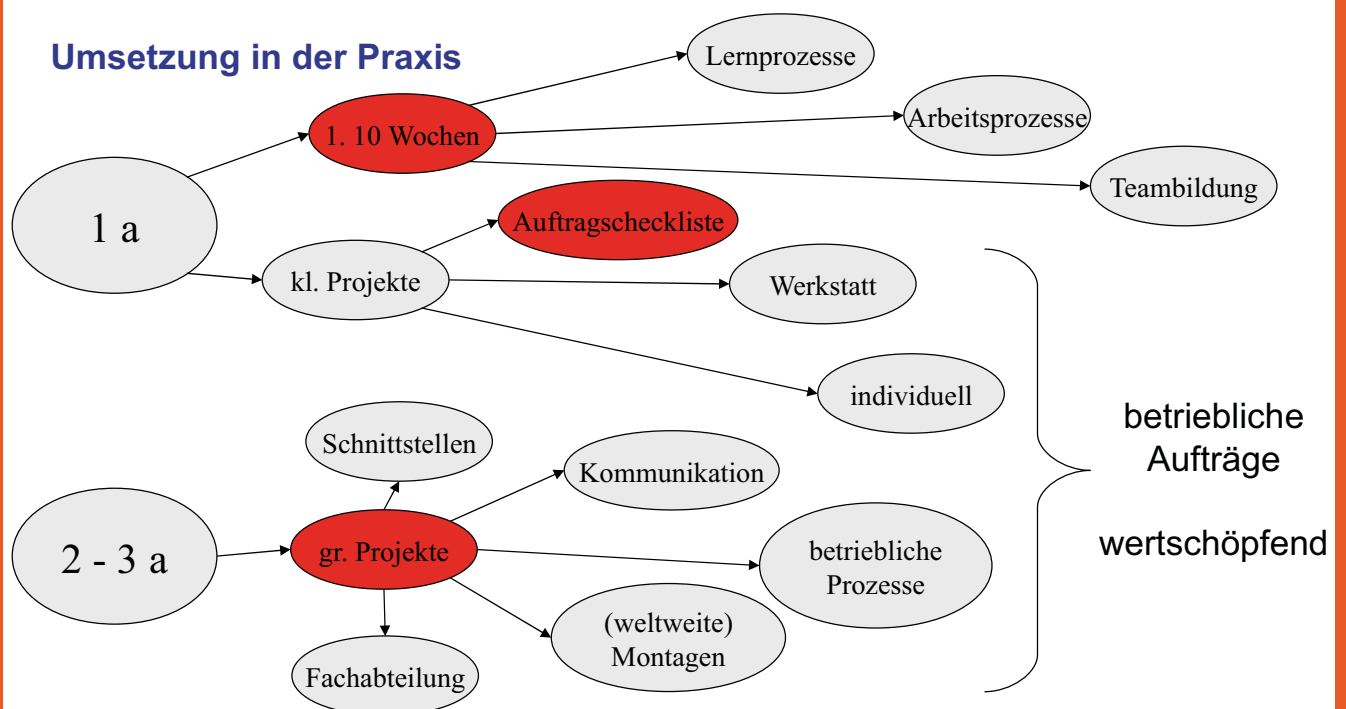 Umsetzung in der Praxis
Lernprozesse
1. 10 Wochen
Arbeitsprozesse
Teambildung
1 a
Auftragscheckliste
kl. Projekte
Werkstatt
individuell
betriebliche
Aufträge
wertschöpfend
Schnittstellen
Kommunikation
2 - 3 a
gr. Projekte
betriebliche
Prozesse
(weltweite)
Montagen
Fachabteilung